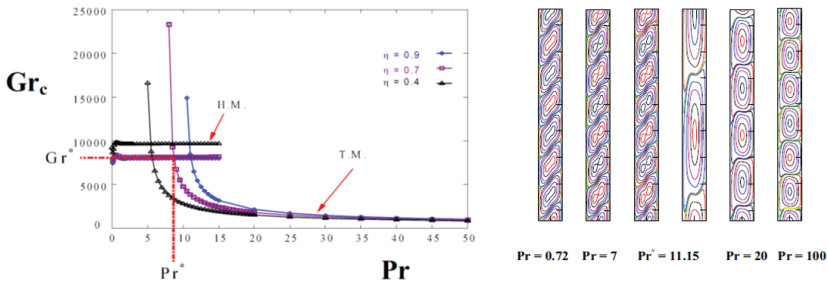 25000
20000
15000
10000
5000
0
0 5 10 15 20 25 30 35 40 45 50
Gr_c
Gr*
Pr*
Pr
η = 0.9
η = 0.7
η = 0.4
H.M.
T.M.
Pr = 0.72 Pr = 7 Pr* = 11.15 Pr = 20 Pr = 100